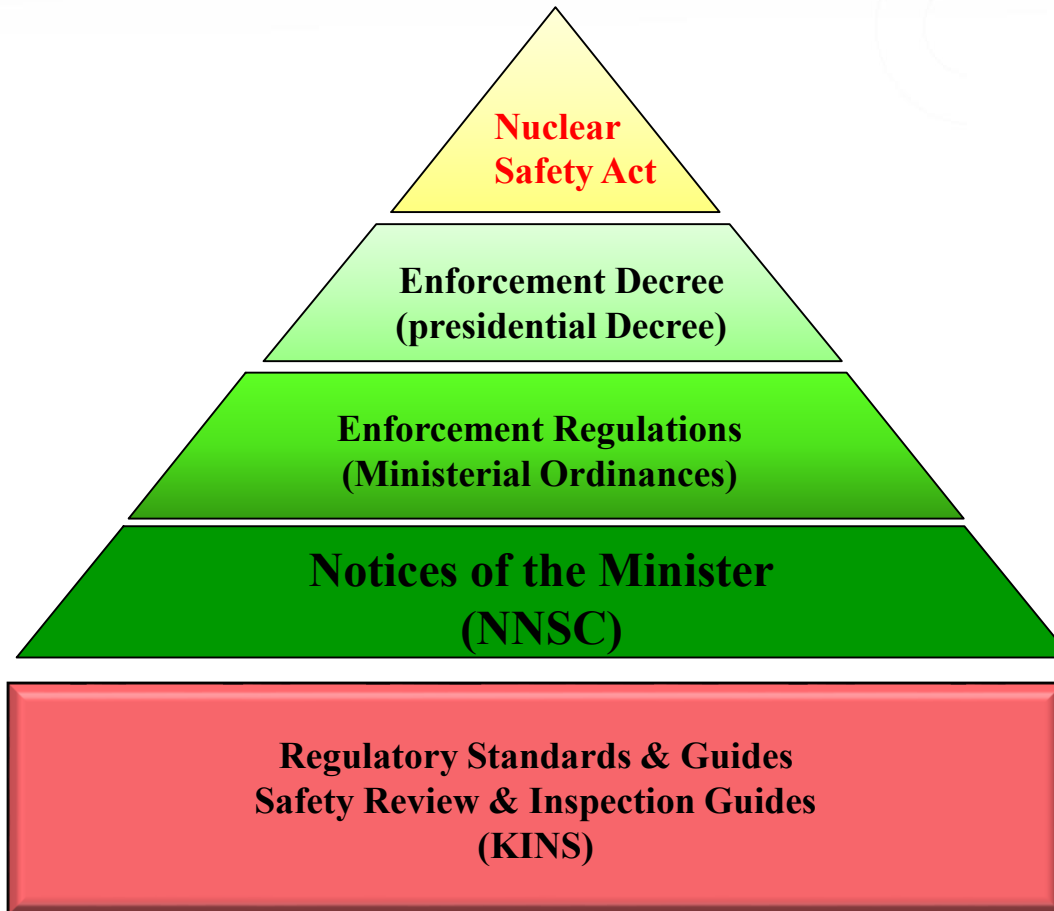 Nuclear
Safety Act
Enforcement Decree
(presidential Decree)
Enforcement Regulations
(Ministerial Ordinances)
Notices of the Minister
(NNSC)
Regulatory Standards & Guides
Safety Review & Inspection Guides
(KINS)